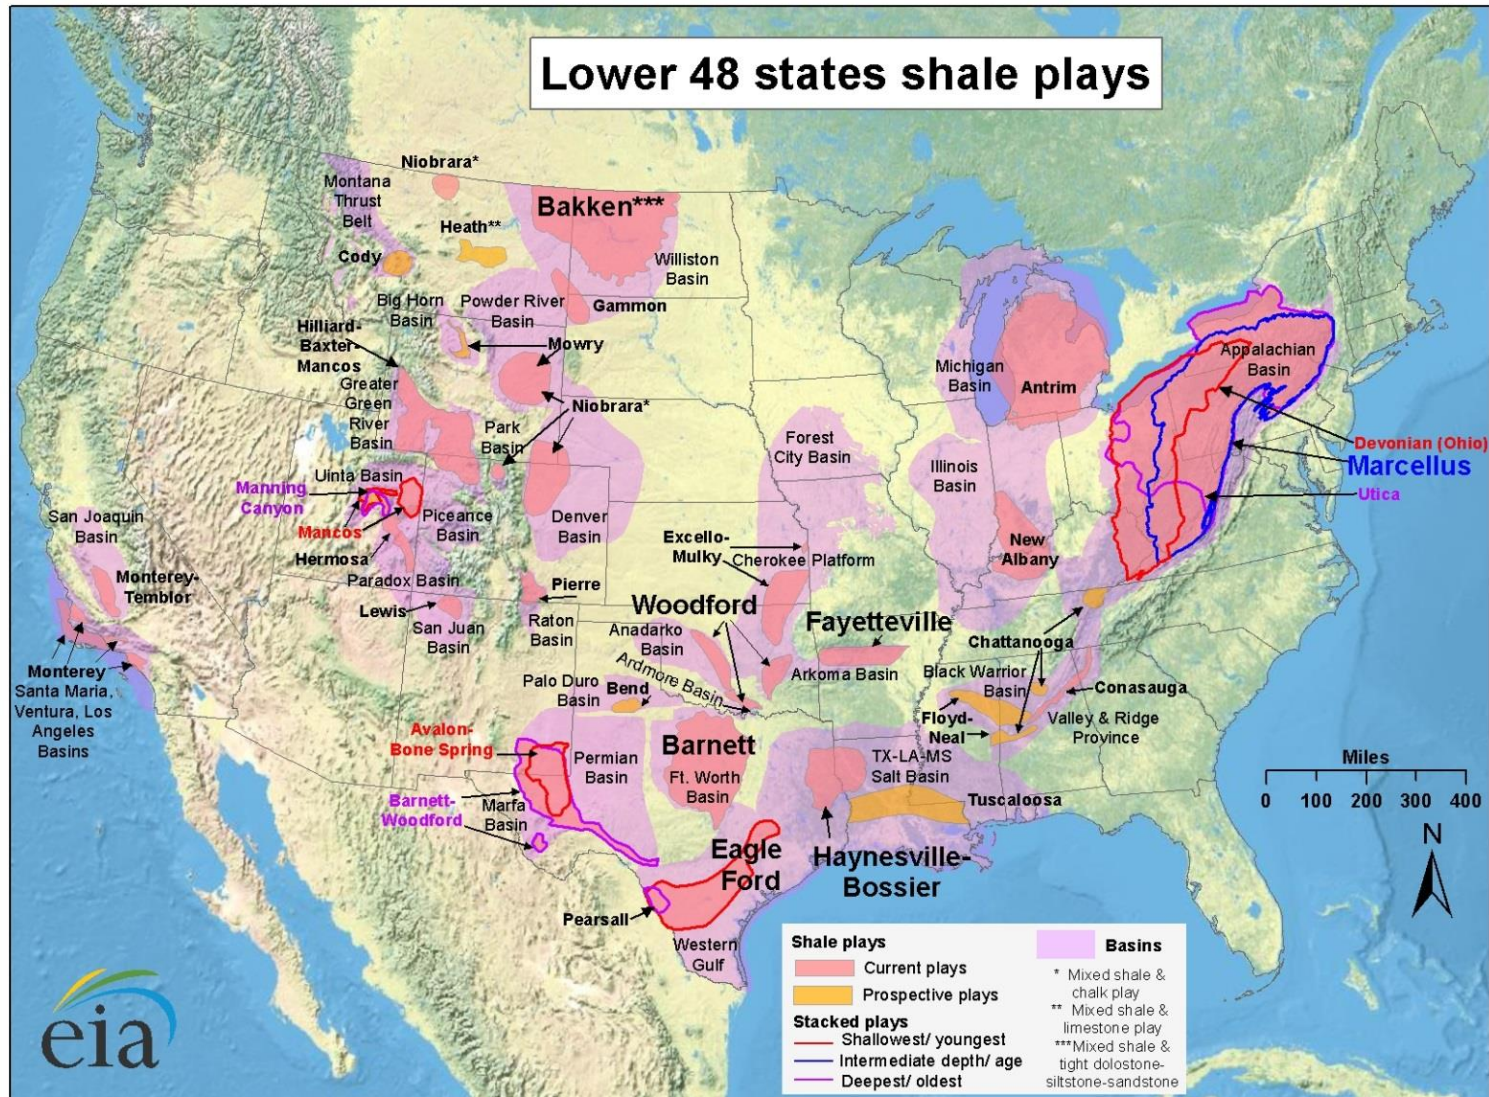 Lower 48 states shale plays
Niobrara*
Montana
Thrust
Belt
Bakken***
Heath**
Cody
Williston
Basin
Big Horn
Basin
Powder River
Basin
Gammon
Hilliard-
Baxter-
Mancos
Mowry
Greater
Green
River
Basin
Niobrara*
Park
Basin
Michigan
Basin
Antrim
Appalachian
Basin
Devonian (Ohio)
Marcellus
Utica
Forest
City Basin
Illinois
Basin
Uinta Basin
Manning
Canyon
Mancos
Piceance
Basin
Denver
Basin
San Joaquin
Basin
Hermosa
Paradox Basin
Excello-
Mulky
Cherokee Platform
New
Albany
Monterey-
Temblor
Lewis
San Juan
Basin
Pierre
Raton
Basin
Woodford
Anadarko
Basin
Fayetteville
Arkoma Basin
Chattanooga
Black Warrior
Basin
Conasauga
Monterey
Santa Maria,
Ventura, Los
Angeles
Basins
Palo Duro
Basin
Bend
Ardmore Basin
Floyd-
Neal
Valley & Ridge
Province
Avalon-
Bone Spring
Permian
Basin
Barnett
Ft. Worth
Basin
TX-LA-MS
Salt Basin
Tuscaloosa
Barnett-
Woodford
Marfa
Basin
Eagle
Ford
Haynesville-
Bossier
Pearsall
Western
Gulf
Miles
0 100 200 300 400
N
Shale plays
Current plays
Prospective plays
Stacked plays
Shallowest/ youngest
Intermediate depth/ age
Deepest/ oldest
Basins
* Mixed shale &
chalk play
** Mixed shale &
limestone play
***Mixed shale &
tight dolostone-
siltstone-sandstone
eia